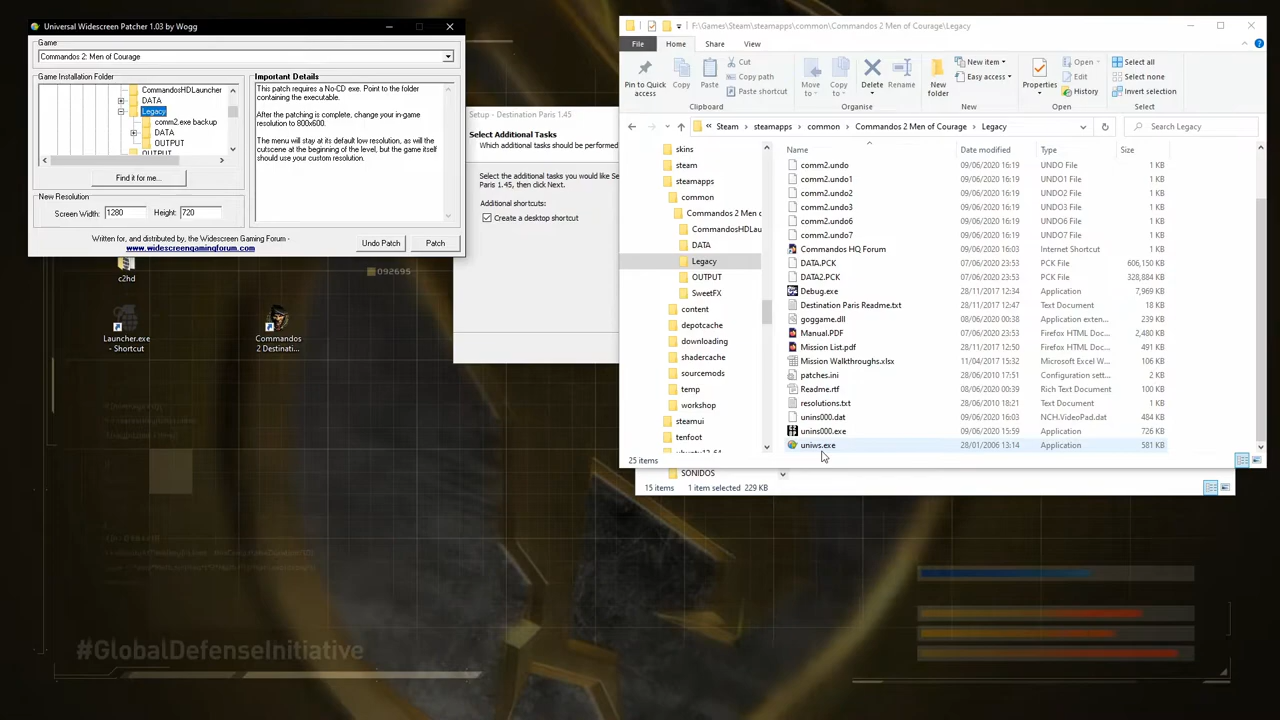 Universal Widescreen Patcher 1.03 by Wogg
Game
Commandos 2: Men of Courage
Game Installation Folder
CommandosHDLauncher
DATA
Legacy
comm2.exe backup
DATA
OUTPUT
OUTPUT
Find it for me...
New Resolution
Screen Width: 1280 Height: 720
Important Details
This patch requires a No-CD exe. Point to the folder
containing the executable.
After the patching is complete, change your in-game
resolution to 800x600.
The menu will stay at its default low resolution, as will the
outscene at the beginning of the level, but the game itself
should use your custom resolution.
Written for, and distributed by, the Widescreen Gaming Forum -
www.widescreengamingforum.com
Undo Patch Patch
Setup - Destination Paris 1.45
Select Additional Tasks
Which additional tasks should be performed
Select the additional tasks you would like Se
Paris 1.45, then click Next.
Additional shortcuts:
Create a desktop shortcut
c2hd
092695
Launcher.exe
- Shortcut
Commandos
2 Destinati...
F:\Games\Steam\steamapps\common\Commandos 2 Men of Courage\Legacy
File Home Share View
Pin to Quick
access
Copy
Paste
Cut
Copy path
Paste shortcut
Clipboard
Move
to
Copy
to
Delete
Rename
Organise
New
folder
New item
Easy access
New
Properties
Open
Edit
History
Open
Select all
Select none
Invert selection
Select
« Steam › steamapps › common › Commandos 2 Men of Courage › Legacy
Search Legacy
skins
steam
steamapps
common
Commandos 2 Men c
CommandosHDLau
DATA
Legacy
OUTPUT
SweetFX
content
depotcache
downloading
shadercache
sourcemods
temp
workshop
steamui
tenfoot
Name Date modified Type Size
comm2.undo 09/06/2020 16:19 UNDO File 1 KB
comm2.undo1 09/06/2020 16:19 UNDO1 File 1 KB
comm2.undo2 09/06/2020 16:19 UNDO2 File 1 KB
comm2.undo3 09/06/2020 16:19 UNDO3 File 1 KB
comm2.undo6 09/06/2020 16:19 UNDO6 File 1 KB
comm2.undo7 09/06/2020 16:19 UNDO7 File 1 KB
Commandos HQ Forum 09/06/2020 16:03 Internet Shortcut 1 KB
DATA.PCK 07/06/2020 23:53 PCK File 606,150 KB
DATA2.PCK 07/06/2020 23:53 PCK File 328,884 KB
Debug.exe 28/11/2017 12:34 Application 7,969 KB
Destination Paris Readme.txt 28/11/2017 12:47 Text Document 18 KB
goggame.dll 08/06/2020 00:38 Application exten... 239 KB
Manual.PDF 07/06/2020 23:53 Firefox HTML Doc... 2,480 KB
Mission List.pdf 28/11/2017 12:50 Firefox HTML Doc... 491 KB
Mission Walkthroughs.xlsx 11/04/2017 15:32 Microsoft Excel W... 106 KB
patches.ini 28/06/2010 17:51 Configuration sett... 2 KB
Readme.rtf 08/06/2020 00:39 Rich Text Document 100 KB
resolutions.txt 28/06/2010 18:21 Text Document 1 KB
unins000.dat 09/06/2020 16:03 NCH.VideoPad.dat 484 KB
unins000.exe 09/06/2020 15:59 Application 726 KB
uniws.exe 28/01/2006 13:14 Application 581 KB
25 items
SONIDOS
15 items 1 item selected 229 KB
#GlobalDefenseInitiative